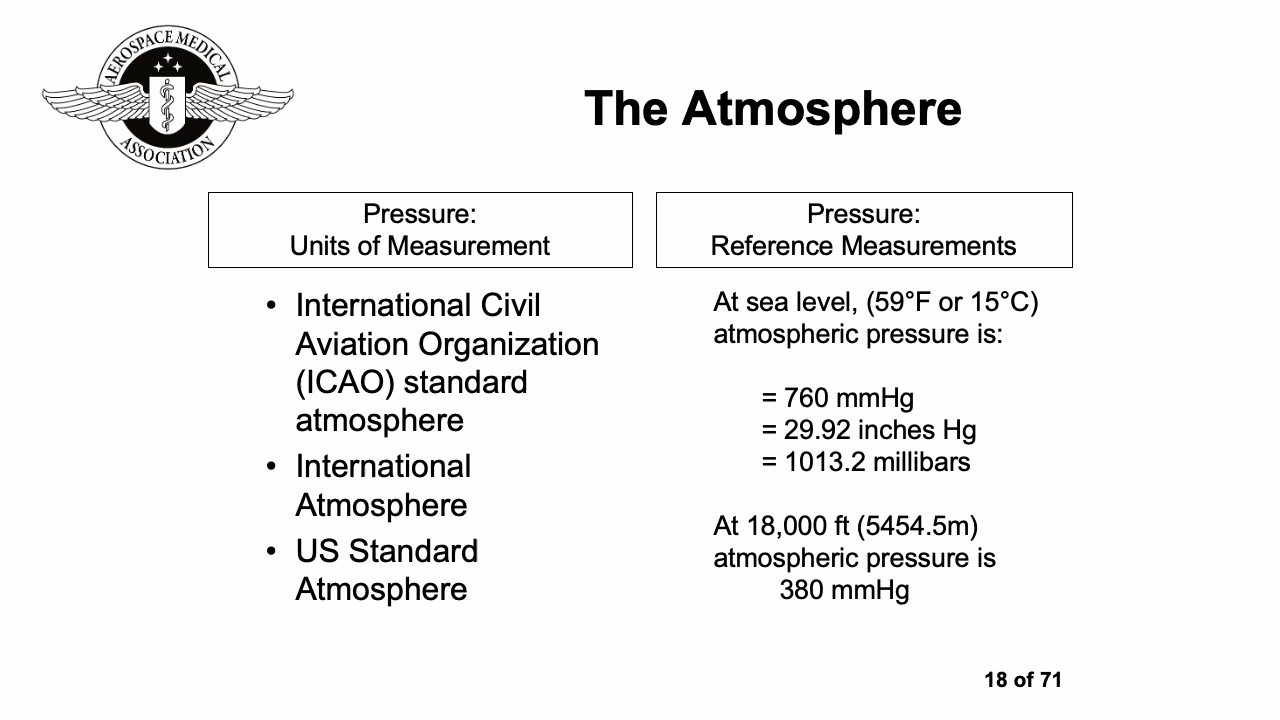 AEROSPACE MEDICAL
ASSOCIATION
The Atmosphere
Pressure:
Units of Measurement
• International Civil
Aviation Organization
(ICAO) standard
atmosphere
• International
Atmosphere
• US Standard
Atmosphere
Pressure:
Reference Measurements
At sea level, (59°F or 15°C)
atmospheric pressure is:
= 760 mmHg
= 29.92 inches Hg
= 1013.2 millibars
At 18,000 ft (5454.5m)
atmospheric pressure is
380 mmHg
18 of 71